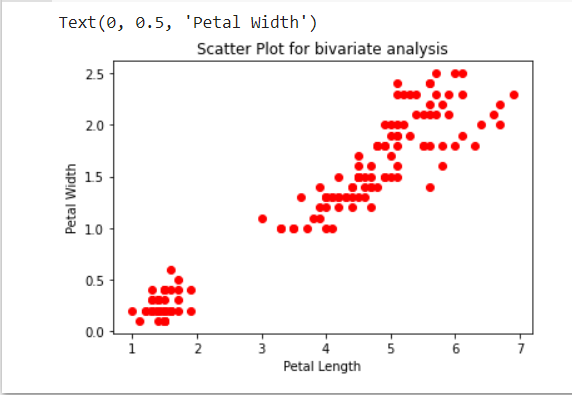 Text(0, 0.5, 'Petal Width')
Scatter Plot for bivariate analysis
2.5
2.0
1.5
1.0
0.5
0.0
Petal Width
1 2 3 4 5 6 7
Petal Length